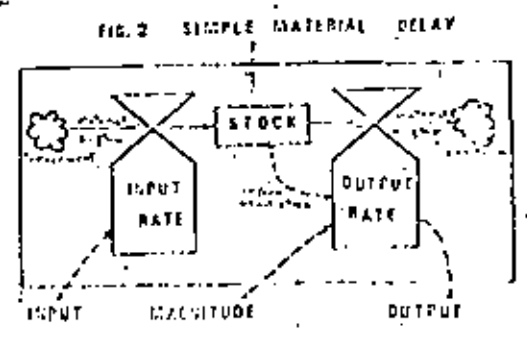 FIG. 2 SIMPLE MATERIAL DELAY
STOCK
INPUT
RATE
OUTPUT
RATE
INPUT
MAGNITUDE
OUTPUT